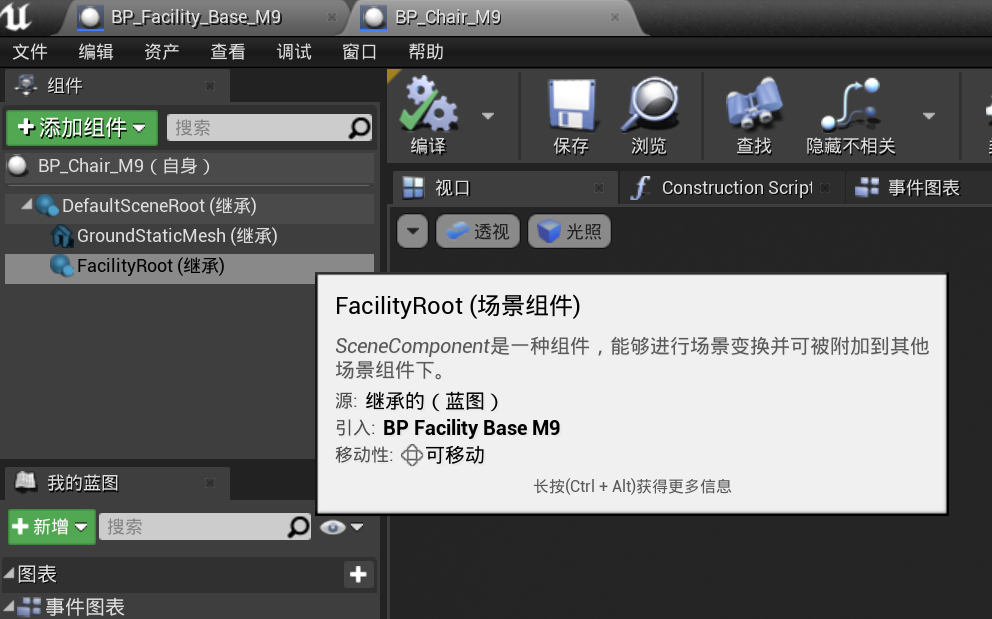 BP_Facility_Base_M9
BP_Chair_M9
文件 编辑 资产 查看 调试 窗口 帮助
组件
添加组件
搜索
BP_Chair_M9（自身）
DefaultSceneRoot (继承)
GroundStaticMesh (继承)
FacilityRoot (继承)
编译
保存
浏览
查找
隐藏不相关
视口
Construction Script
事件图表
透视
光照
FacilityRoot (场景组件)
SceneComponent是一种组件，能够进行场景变换并可被附加到其他
场景组件下。
源: 继承的（蓝图）
引入: BP Facility Base M9
移动性: 可移动
长按(Ctrl + Alt)获得更多信息
我的蓝图
新增
搜索
图表
事件图表